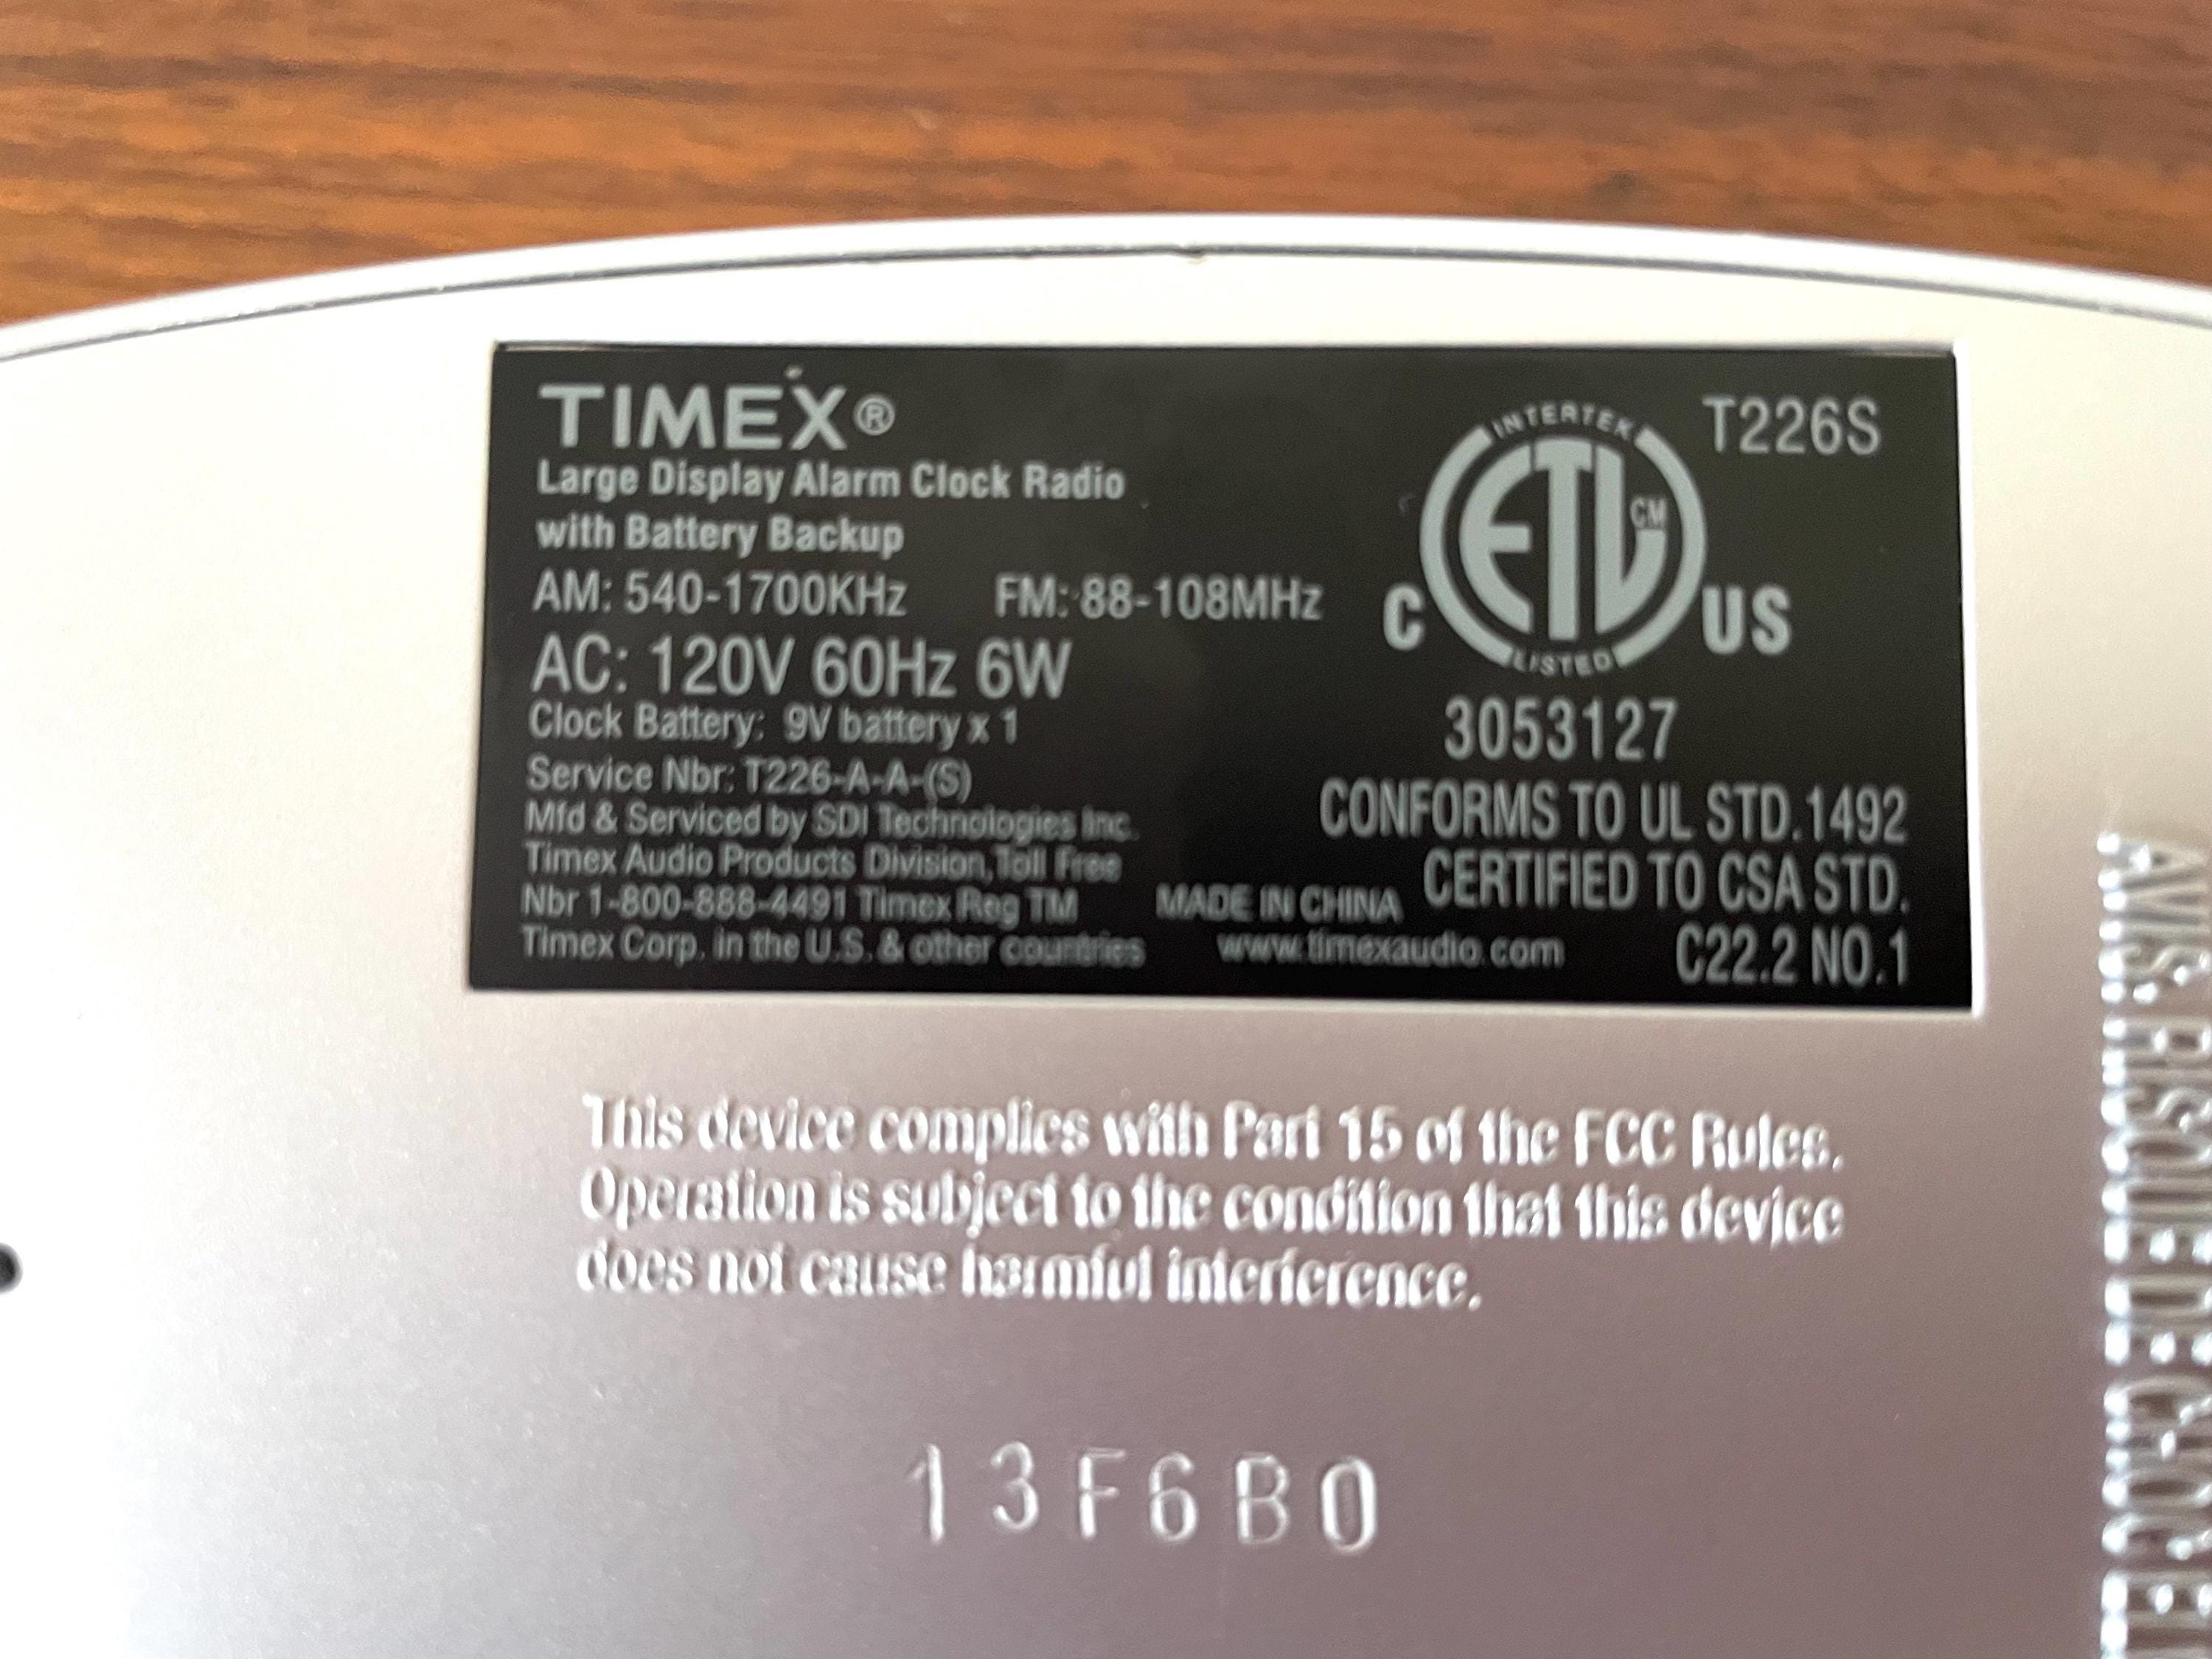 TIMEX®
Large Display Alarm Clock Radio
with Battery Backup
AM: 540-1700KHz FM: 88-108MHz
AC: 120V 60Hz 6W
Clock Battery: 9V battery x 1
Service Nbr: T226-A-A-(S)
Mfd & Serviced by SDI Technologies Inc.
Timex Audio Products Division, Toll Free
Nbr 1-800-888-4491 Timex Reg TM
Timex Corp. in the U.S. & other countries
MADE IN CHINA
www.timexaudio.com
T226S
INTERTEK
ETL CM
C US
LISTED
3053127
CONFORMS TO UL STD.1492
CERTIFIED TO CSA STD.
C22.2 NO.1
This device complies with Part 15 of the FCC Rules.
Operation is subject to the condition that this device
does not cause harmful interference.
13F6B0
AVIS: RISQUE DE CHOC